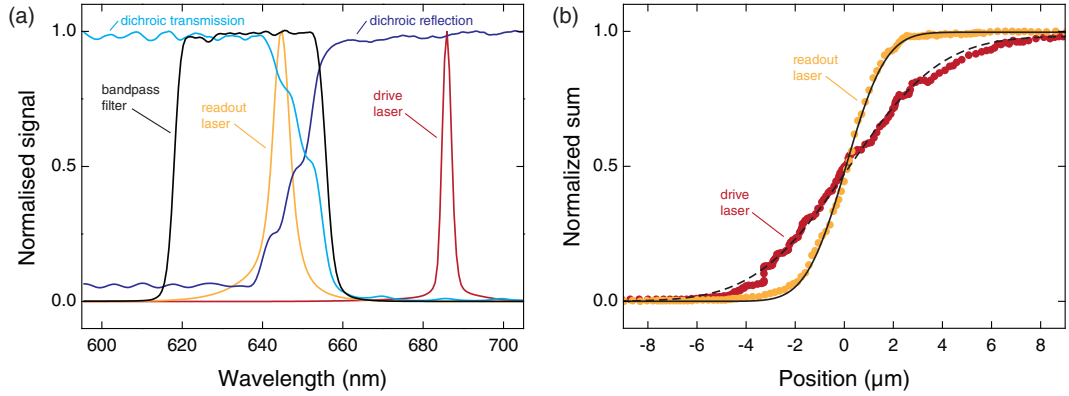 (a)
dichroic transmission
dichroic reflection
1.0
bandpass
filter
readout
laser
drive
laser
0.5
0.0
Normalised signal
600
620
640
660
680
700
Wavelength (nm)
(b)
1.0
readout
laser
0.5
drive
laser
0.0
Normalized sum
-8
-6
-4
-2
0
2
4
6
8
Position (μm)